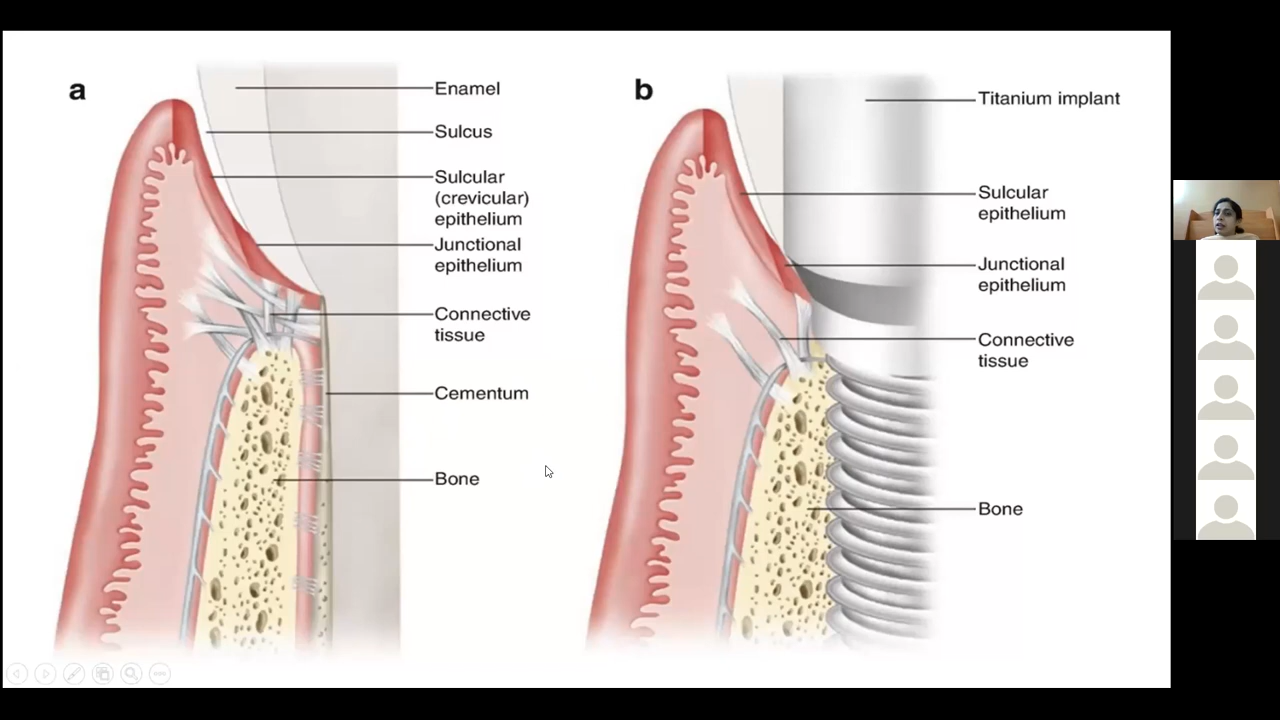 a
Enamel
Sulcus
Sulcular
(crevicular)
epithelium
Junctional
epithelium
Connective
tissue
Cementum
Bone
b
Titanium implant
Sulcular
epithelium
Junctional
epithelium
Connective
tissue
Bone